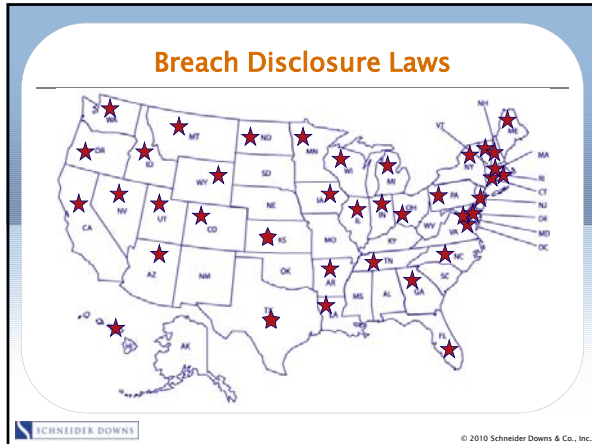 Breach Disclosure Laws
NH
WA
VT
ME
MT
ND
MN
OR
MA
NY
ID
WI
SD
MI
RI
WY
CT
PA
IA
NJ
NE
OH
NV
IL
IN
DE
UT
CO
WV
MD
CA
KS
MO
VA
KY
DC
TN
NC
OK
AZ
NM
AR
SC
MS
AL
GA
TX
LA
FL
HI
AK
SCHNEIDER DOWNS
© 2010 Schneider Downs & Co., Inc.